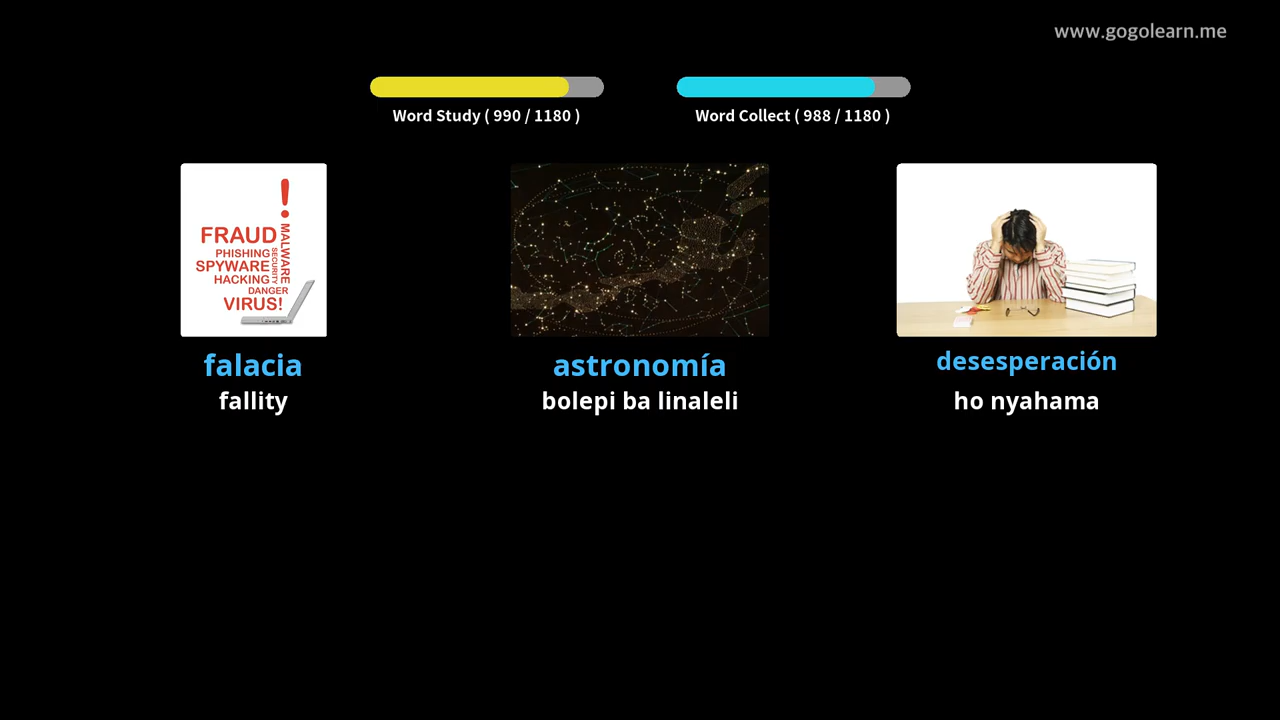 www.gogolearn.me
Word Study ( 990 / 1180 )
Word Collect ( 988 / 1180 )
!
FRAUD
MALWARE
PHISHING
SECURITY
SPYWARE
HACKING
DANGER
VIRUS!
falacia
astronomía
desesperación
fallity
bolepi ba linaleli
ho nyahama